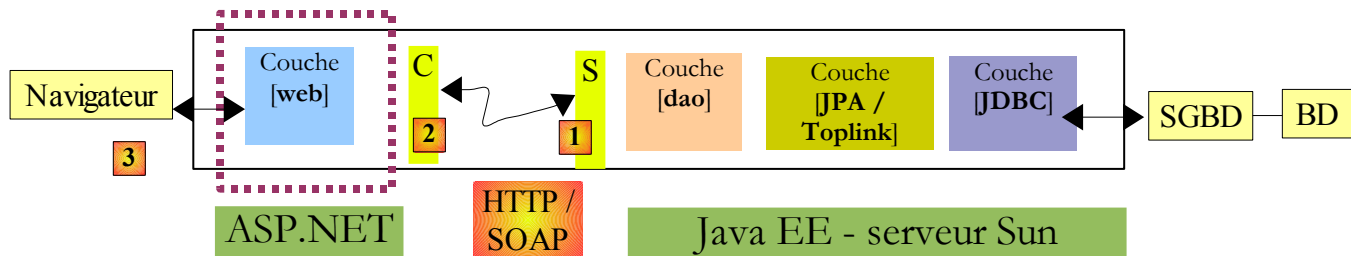 Navigateur
3
Couche
[web]
C
2
S
1
Couche
[dao]
Couche
[JPA /
Toplink]
Couche
[JDBC]
SGBD
BD
ASP.NET
HTTP /
SOAP
Java EE - serveur Sun